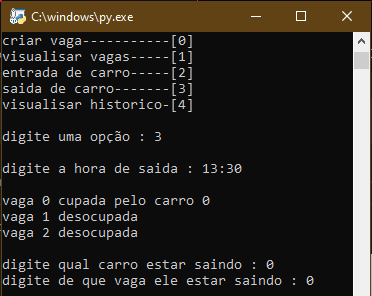 C:\windows\py.exe
criar vaga-----------[0]
visualisar vagas-----[1]
entrada de carro-----[2]
saida de carro-------[3]
visualisar historico-[4]
digite uma opção : 3
digite a hora de saida : 13:30
vaga 0 cupada pelo carro 0
vaga 1 desocupada
vaga 2 desocupada
digite qual carro estar saindo : 0
digite de que vaga ele estar saindo : 0